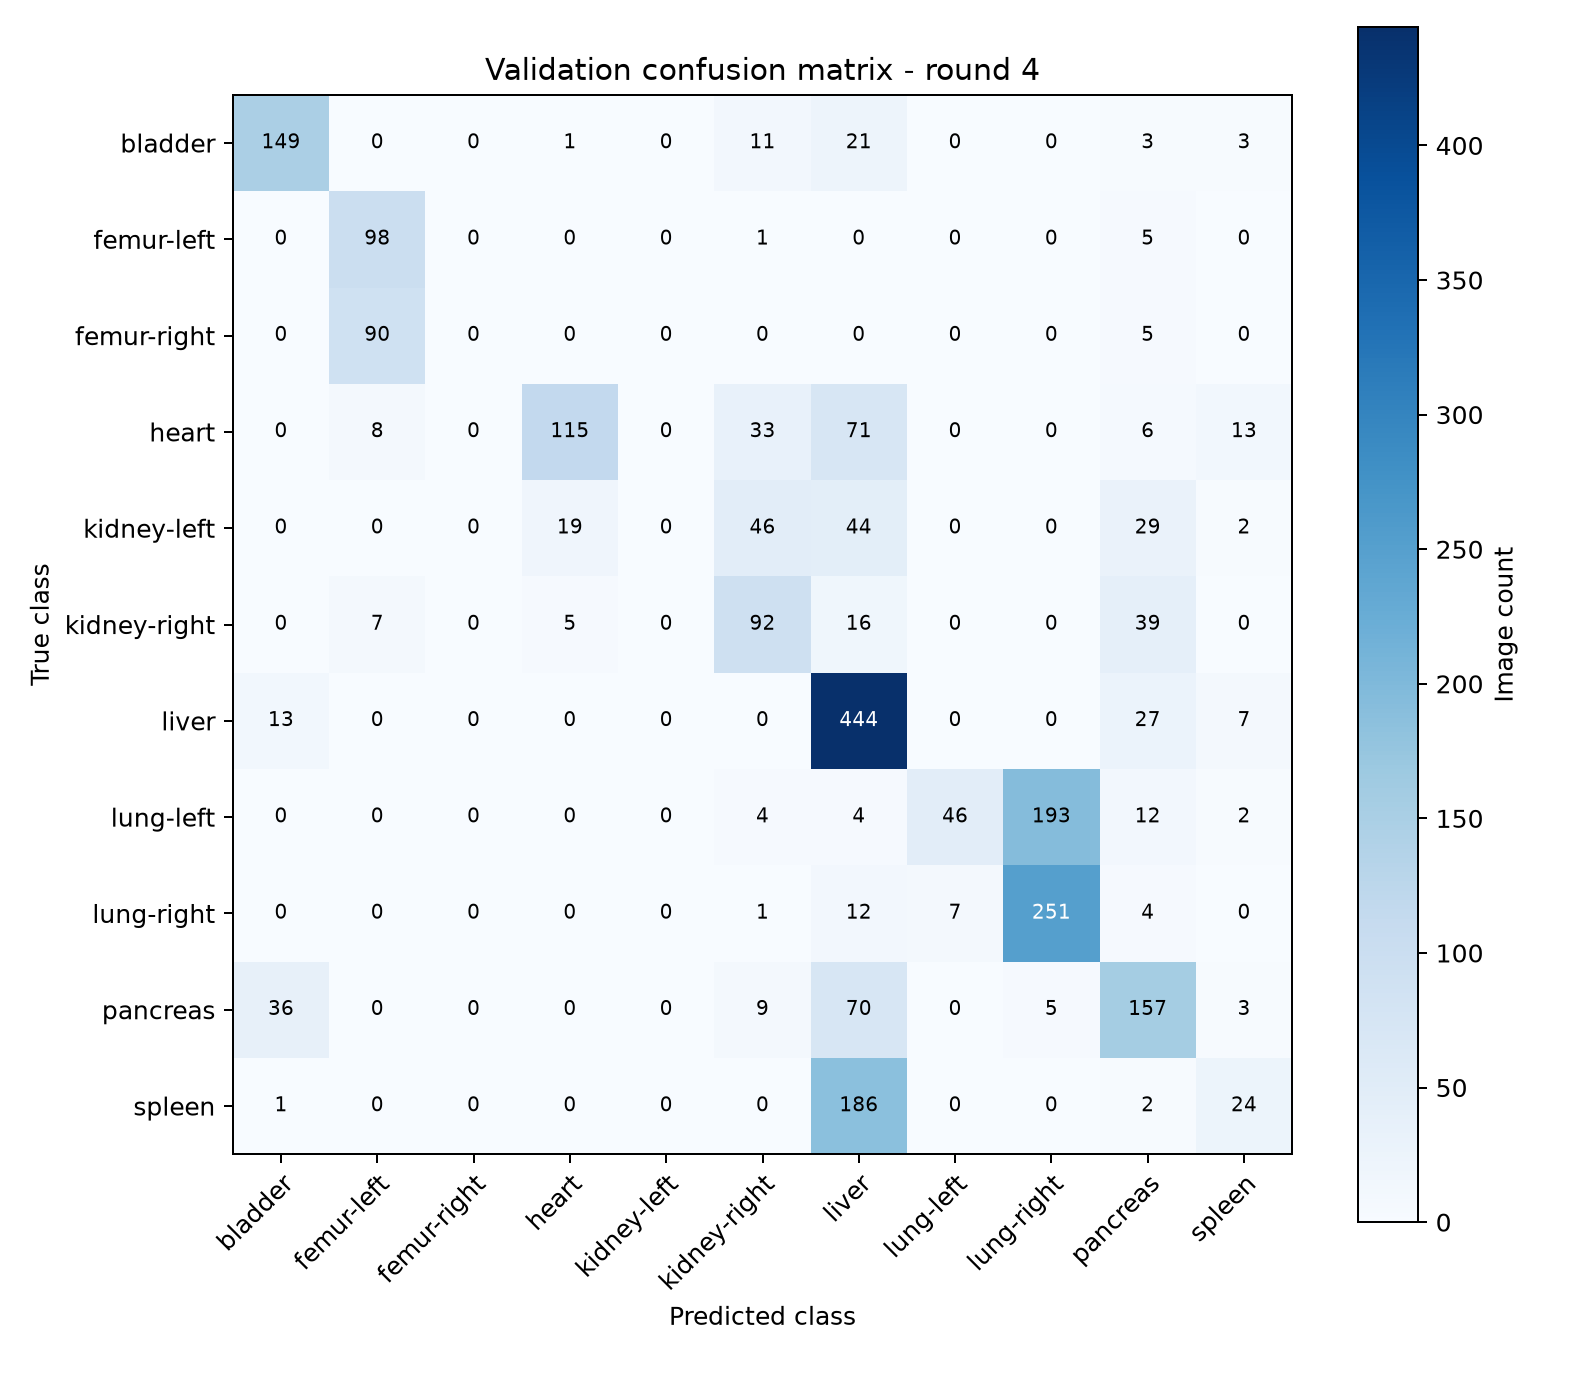 Validation confusion matrix - round 4
bladder 149 0 0 1 0 11 21 0 0 3 3
femur-left 0 98 0 0 0 1 0 0 0 5 0
femur-right 0 90 0 0 0 0 0 0 0 5 0
heart 0 8 0 115 0 33 71 0 0 6 13
kidney-left 0 0 0 19 0 46 44 0 0 29 2
kidney-right 0 7 0 5 0 92 16 0 0 39 0
liver 13 0 0 0 0 0 444 0 0 27 7
lung-left 0 0 0 0 0 4 4 46 193 12 2
lung-right 0 0 0 0 0 1 12 7 251 4 0
pancreas 36 0 0 0 0 9 70 0 5 157 3
spleen 1 0 0 0 0 0 186 0 0 2 24
bladder femur-left femur-right heart kidney-left kidney-right liver lung-left lung-right pancreas spleen
Predicted class
True class
400
350
300
250
200
150
100
50
0
Image count